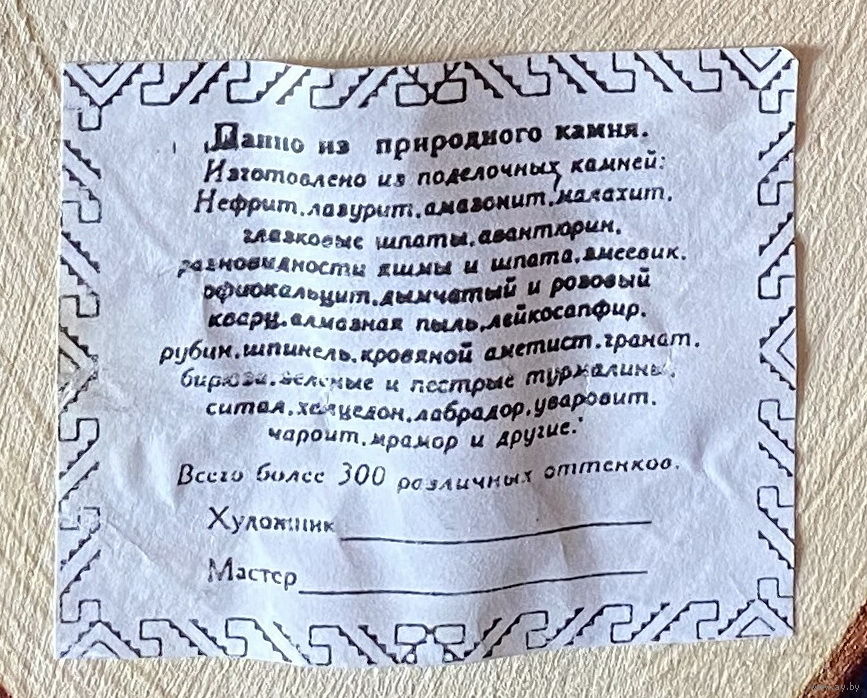 Панно из природного камня.
Изготовлено из поделочных камней:
Нефрит,лазурит,амазонит,малахит,
глазковые шпаты,авантюрин,
разновидности яшмы и шпата,змеевик,
офиокальцит,дымчатый и розовый
кварц,алмазная пыль,лейкосапфир,
рубин,шпинель,кровяной аметист,гранат,
бирюза,зеленые и пестрые турмалины,
ситал,халцедон,лабрадор,уваровит,
чароит,мрамор и другие.
Всего более 300 различных оттенков.
Художник
Мастер